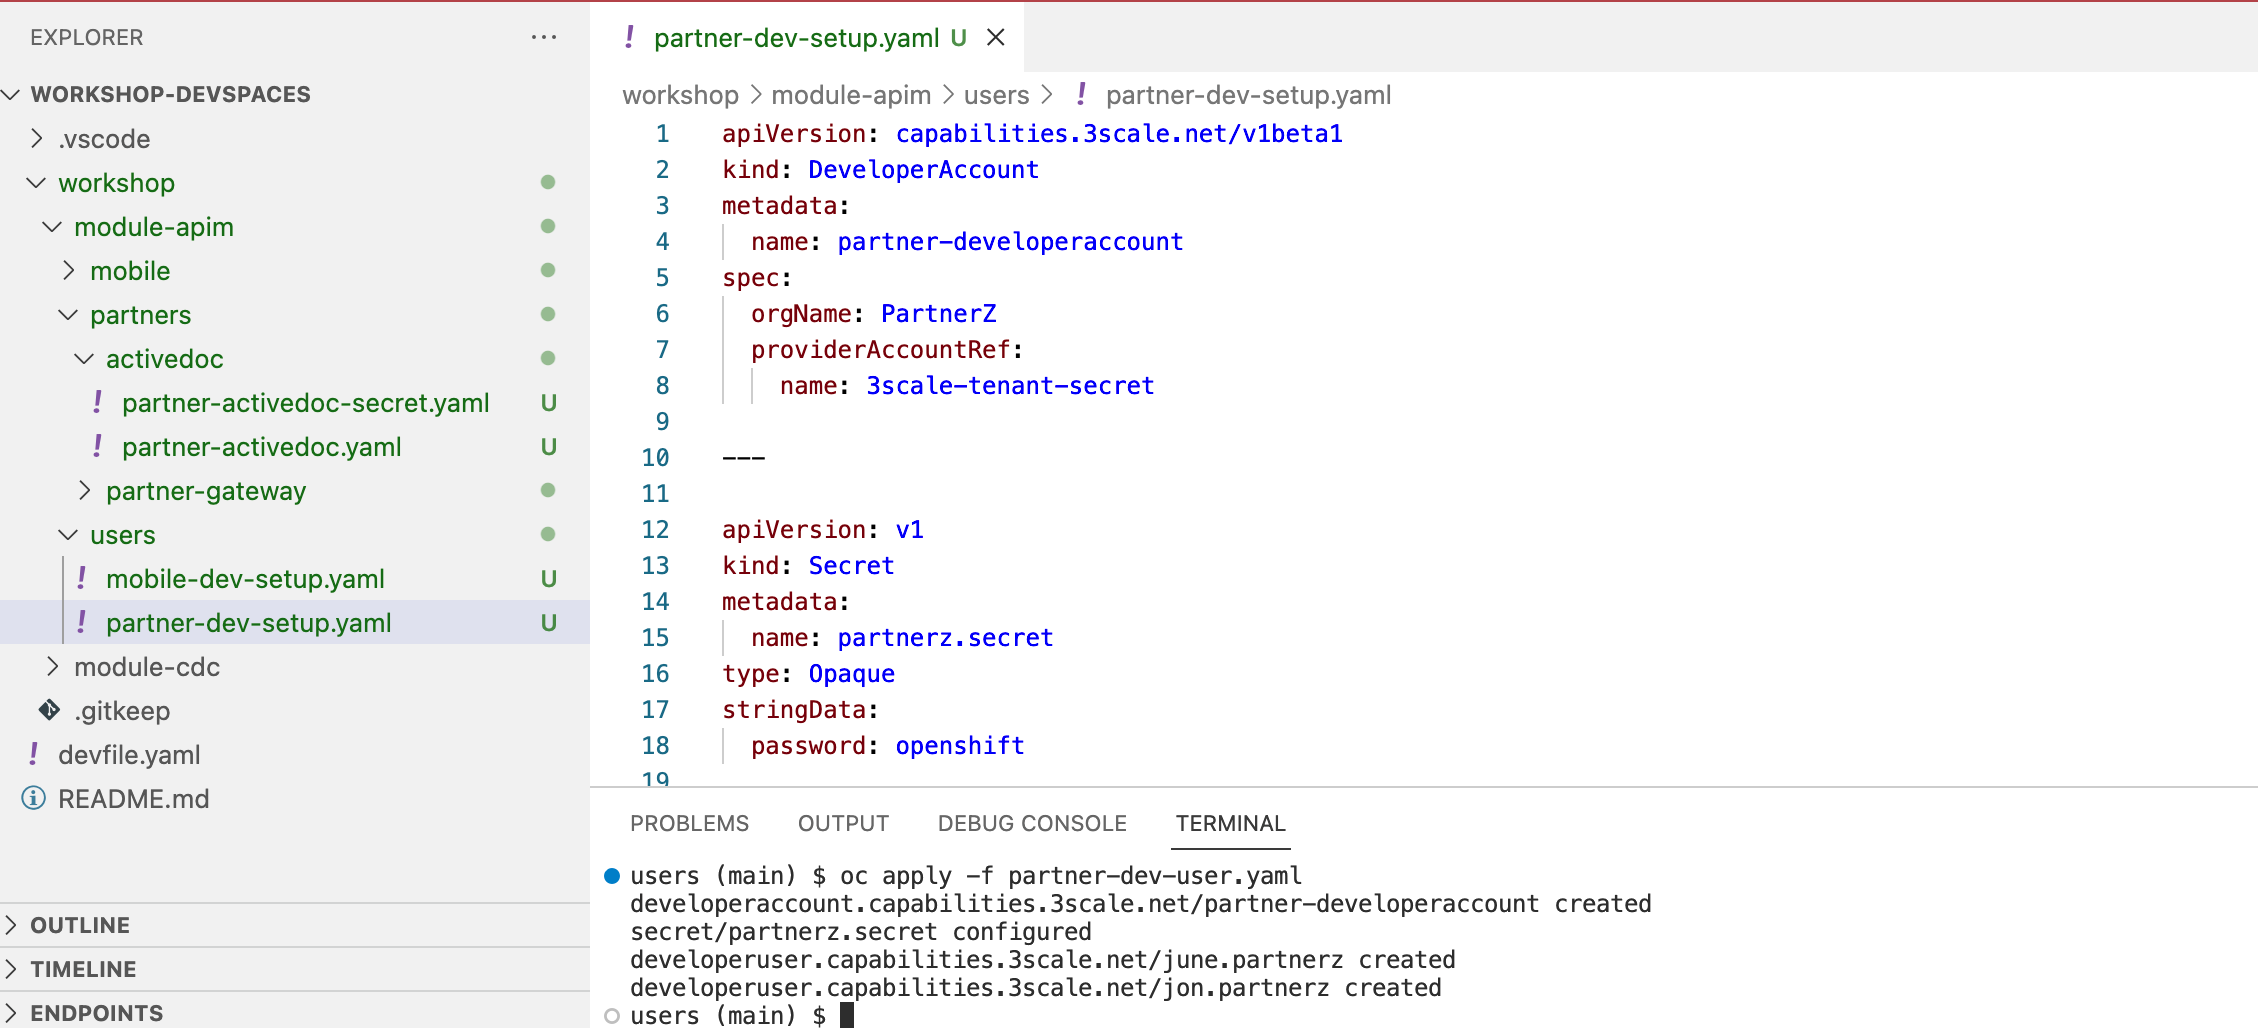 EXPLORER
WORKSHOP-DEVSPACES
.vscode
workshop
module-apim
mobile
partners
activedoc
! partner-activedoc-secret.yaml U
! partner-activedoc.yaml U
partner-gateway
users
! mobile-dev-setup.yaml U
! partner-dev-setup.yaml U
module-cdc
.gitkeep
! devfile.yaml
README.md
OUTLINE
TIMELINE
ENDPOINTS
! partner-dev-setup.yaml U
workshop > module-apim > users > ! partner-dev-setup.yaml
1 apiVersion: capabilities.3scale.net/v1beta1
2 kind: DeveloperAccount
3 metadata:
4 name: partner-developeraccount
5 spec:
6 orgName: PartnerZ
7 providerAccountRef:
8 name: 3scale-tenant-secret
9
10 ---
11
12 apiVersion: v1
13 kind: Secret
14 metadata:
15 name: partnerz.secret
16 type: Opaque
17 stringData:
18 password: openshift
19
PROBLEMS OUTPUT DEBUG CONSOLE TERMINAL
users (main) $ oc apply -f partner-dev-user.yaml
developeraccount.capabilities.3scale.net/partner-developeraccount created
secret/partnerz.secret configured
developeruser.capabilities.3scale.net/june.partnerz created
developeruser.capabilities.3scale.net/jon.partnerz created
users (main) $